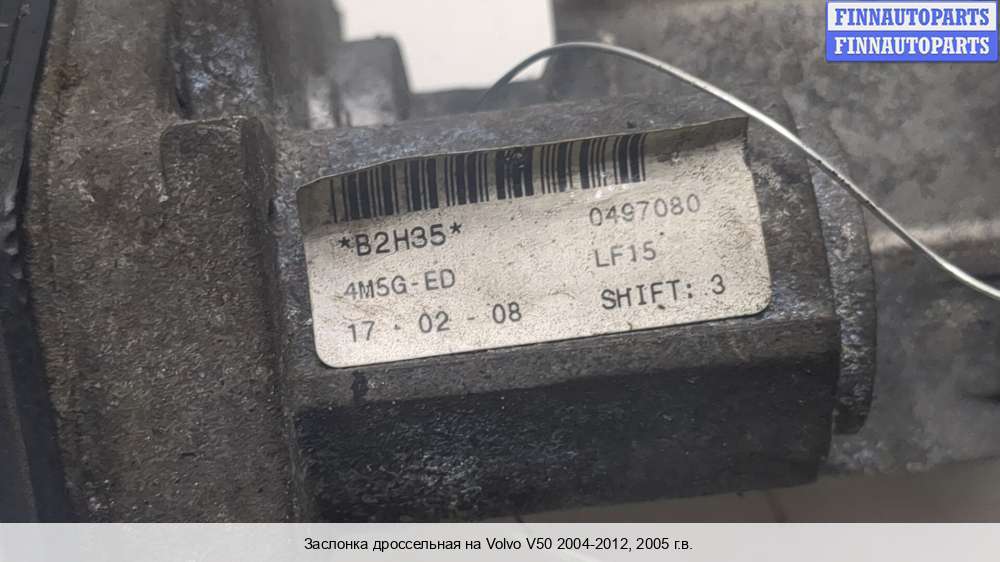 FINNAUTOPARTS
FINNAUTOPARTS
*B2H35* 0497080
4M5G-ED LF15
17 - 02 - 08 SHIFT: 3
Заслонка дроссельная на Volvo V50 2004-2012, 2005 г.в.